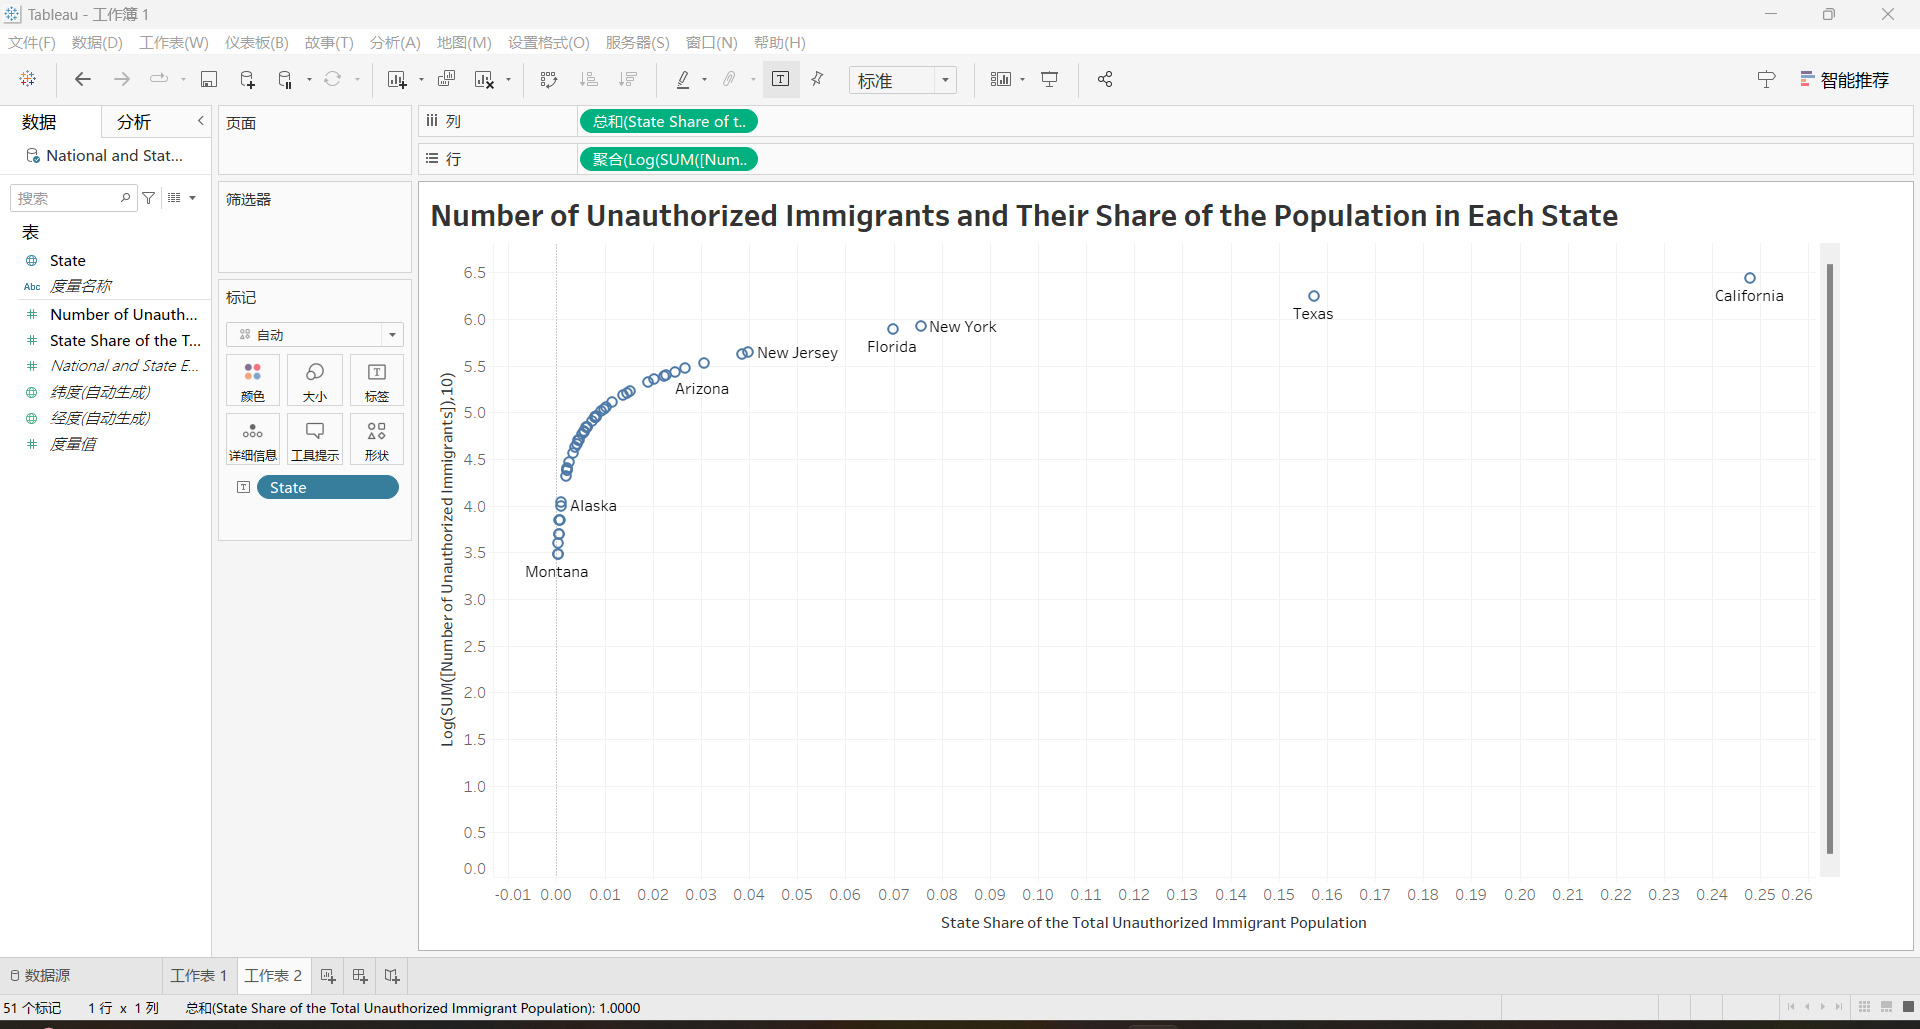 Tableau - 工作簿 1
文件(F) 数据(D) 工作表(W) 仪表板(B) 故事(T) 分析(A) 地图(M) 设置格式(O) 服务器(S) 窗口(N) 帮助(H)
标准
智能推荐
数据 分析
National and Stat...
搜索
表
State
Abc 度量名称
Number of Unauth...
State Share of the T...
National and State E...
纬度(自动生成)
经度(自动生成)
度量值
页面
筛选器
标记
自动
颜色 大小 标签
详细信息 工具提示 形状
State
列 总和(State Share of t..
行 聚合(Log(SUM([Num..
Number of Unauthorized Immigrants and Their Share of the Population in Each State
Log(SUM([Number of Unauthorized Immigrants]),10)
6.5
6.0
5.5
5.0
4.5
4.0
3.5
3.0
2.5
2.0
1.5
1.0
0.5
0.0
California
Texas
New York
Florida
New Jersey
Arizona
Alaska
Montana
-0.01 0.00 0.01 0.02 0.03 0.04 0.05 0.06 0.07 0.08 0.09 0.10 0.11 0.12 0.13 0.14 0.15 0.16 0.17 0.18 0.19 0.20 0.21 0.22 0.23 0.24 0.25 0.26
State Share of the Total Unauthorized Immigrant Population
数据源 工作表 1 工作表 2
51 个标记 1 行 x 1 列 总和(State Share of the Total Unauthorized Immigrant Population): 1.0000